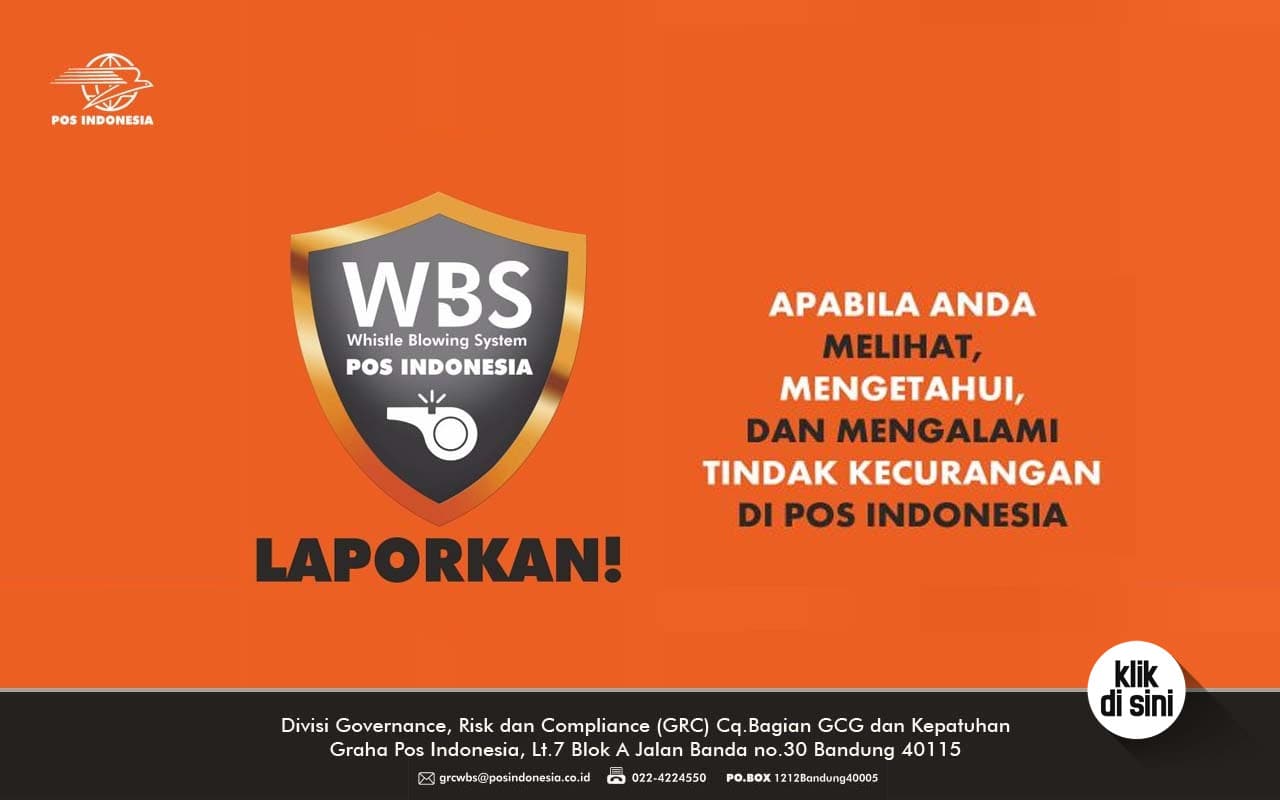 POS INDONESIA
WBS
Whistle Blowing System
POS INDONESIA
LAPORKAN!
APABILA ANDA
MELIHAT,
MENGETAHUI,
DAN MENGALAMI
TINDAK KECURANGAN
DI POS INDONESIA
klik
di sini
Divisi Governance, Risk dan Compliance (GRC) Cq.Bagian GCG dan Kepatuhan
Graha Pos Indonesia, Lt.7 Blok A Jalan Banda no.30 Bandung 40115
grcwbs@posindonesia.co.id 022-4224550 PO.BOX 1212Bandung40005